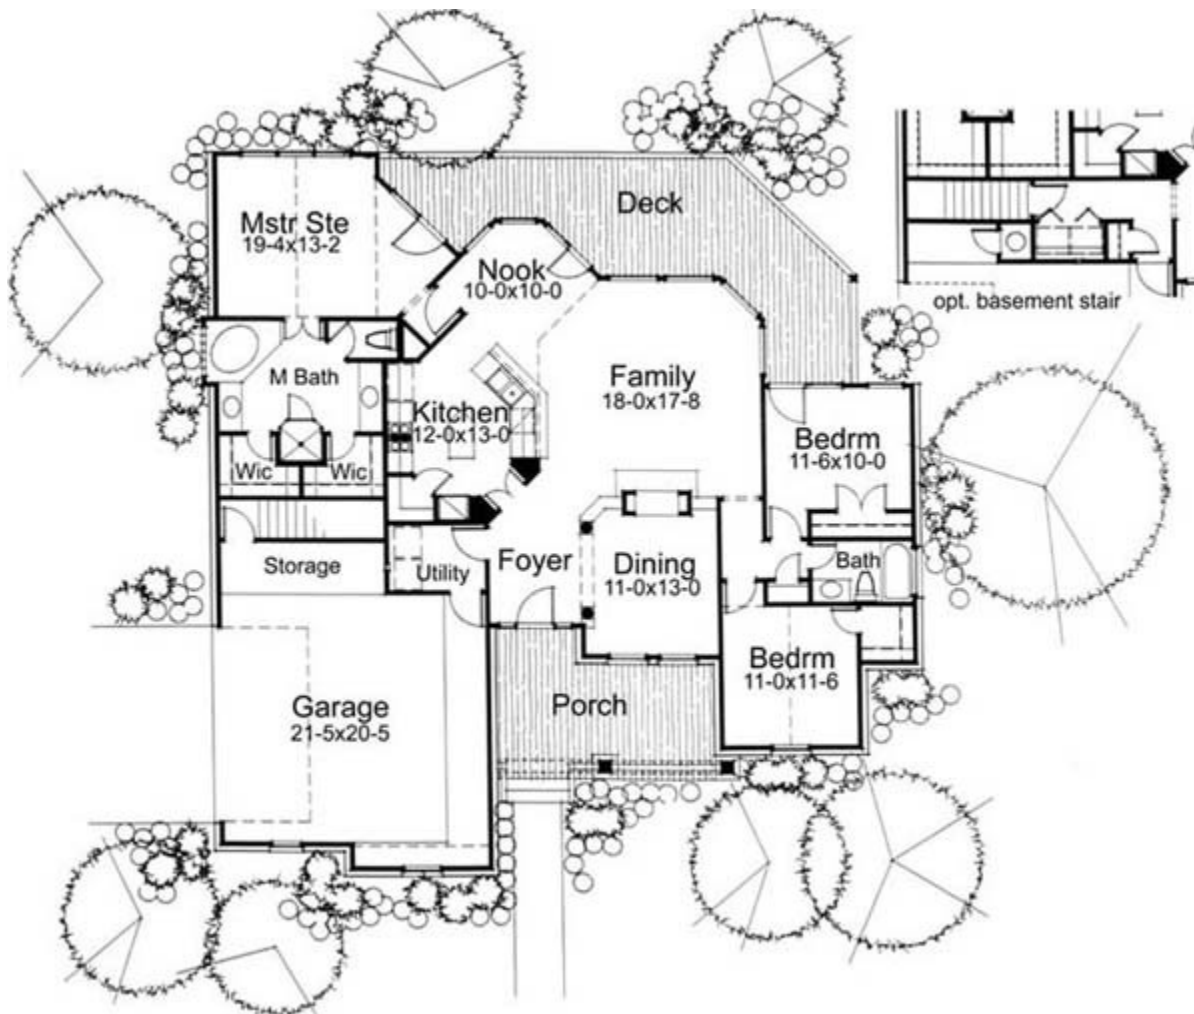 Deck
Mstr Ste
19-4x13-2
Nook
10-0x10-0
opt. basement stair
M Bath
Family
18-0x17-8
Kitchen
12-0x13-0
Bedrm
11-6x10-0
Wic
Wic
Storage
Utility
Foyer
Dining
11-0x13-0
Bath
Bedrm
11-0x11-6
Porch
Garage
21-5x20-5